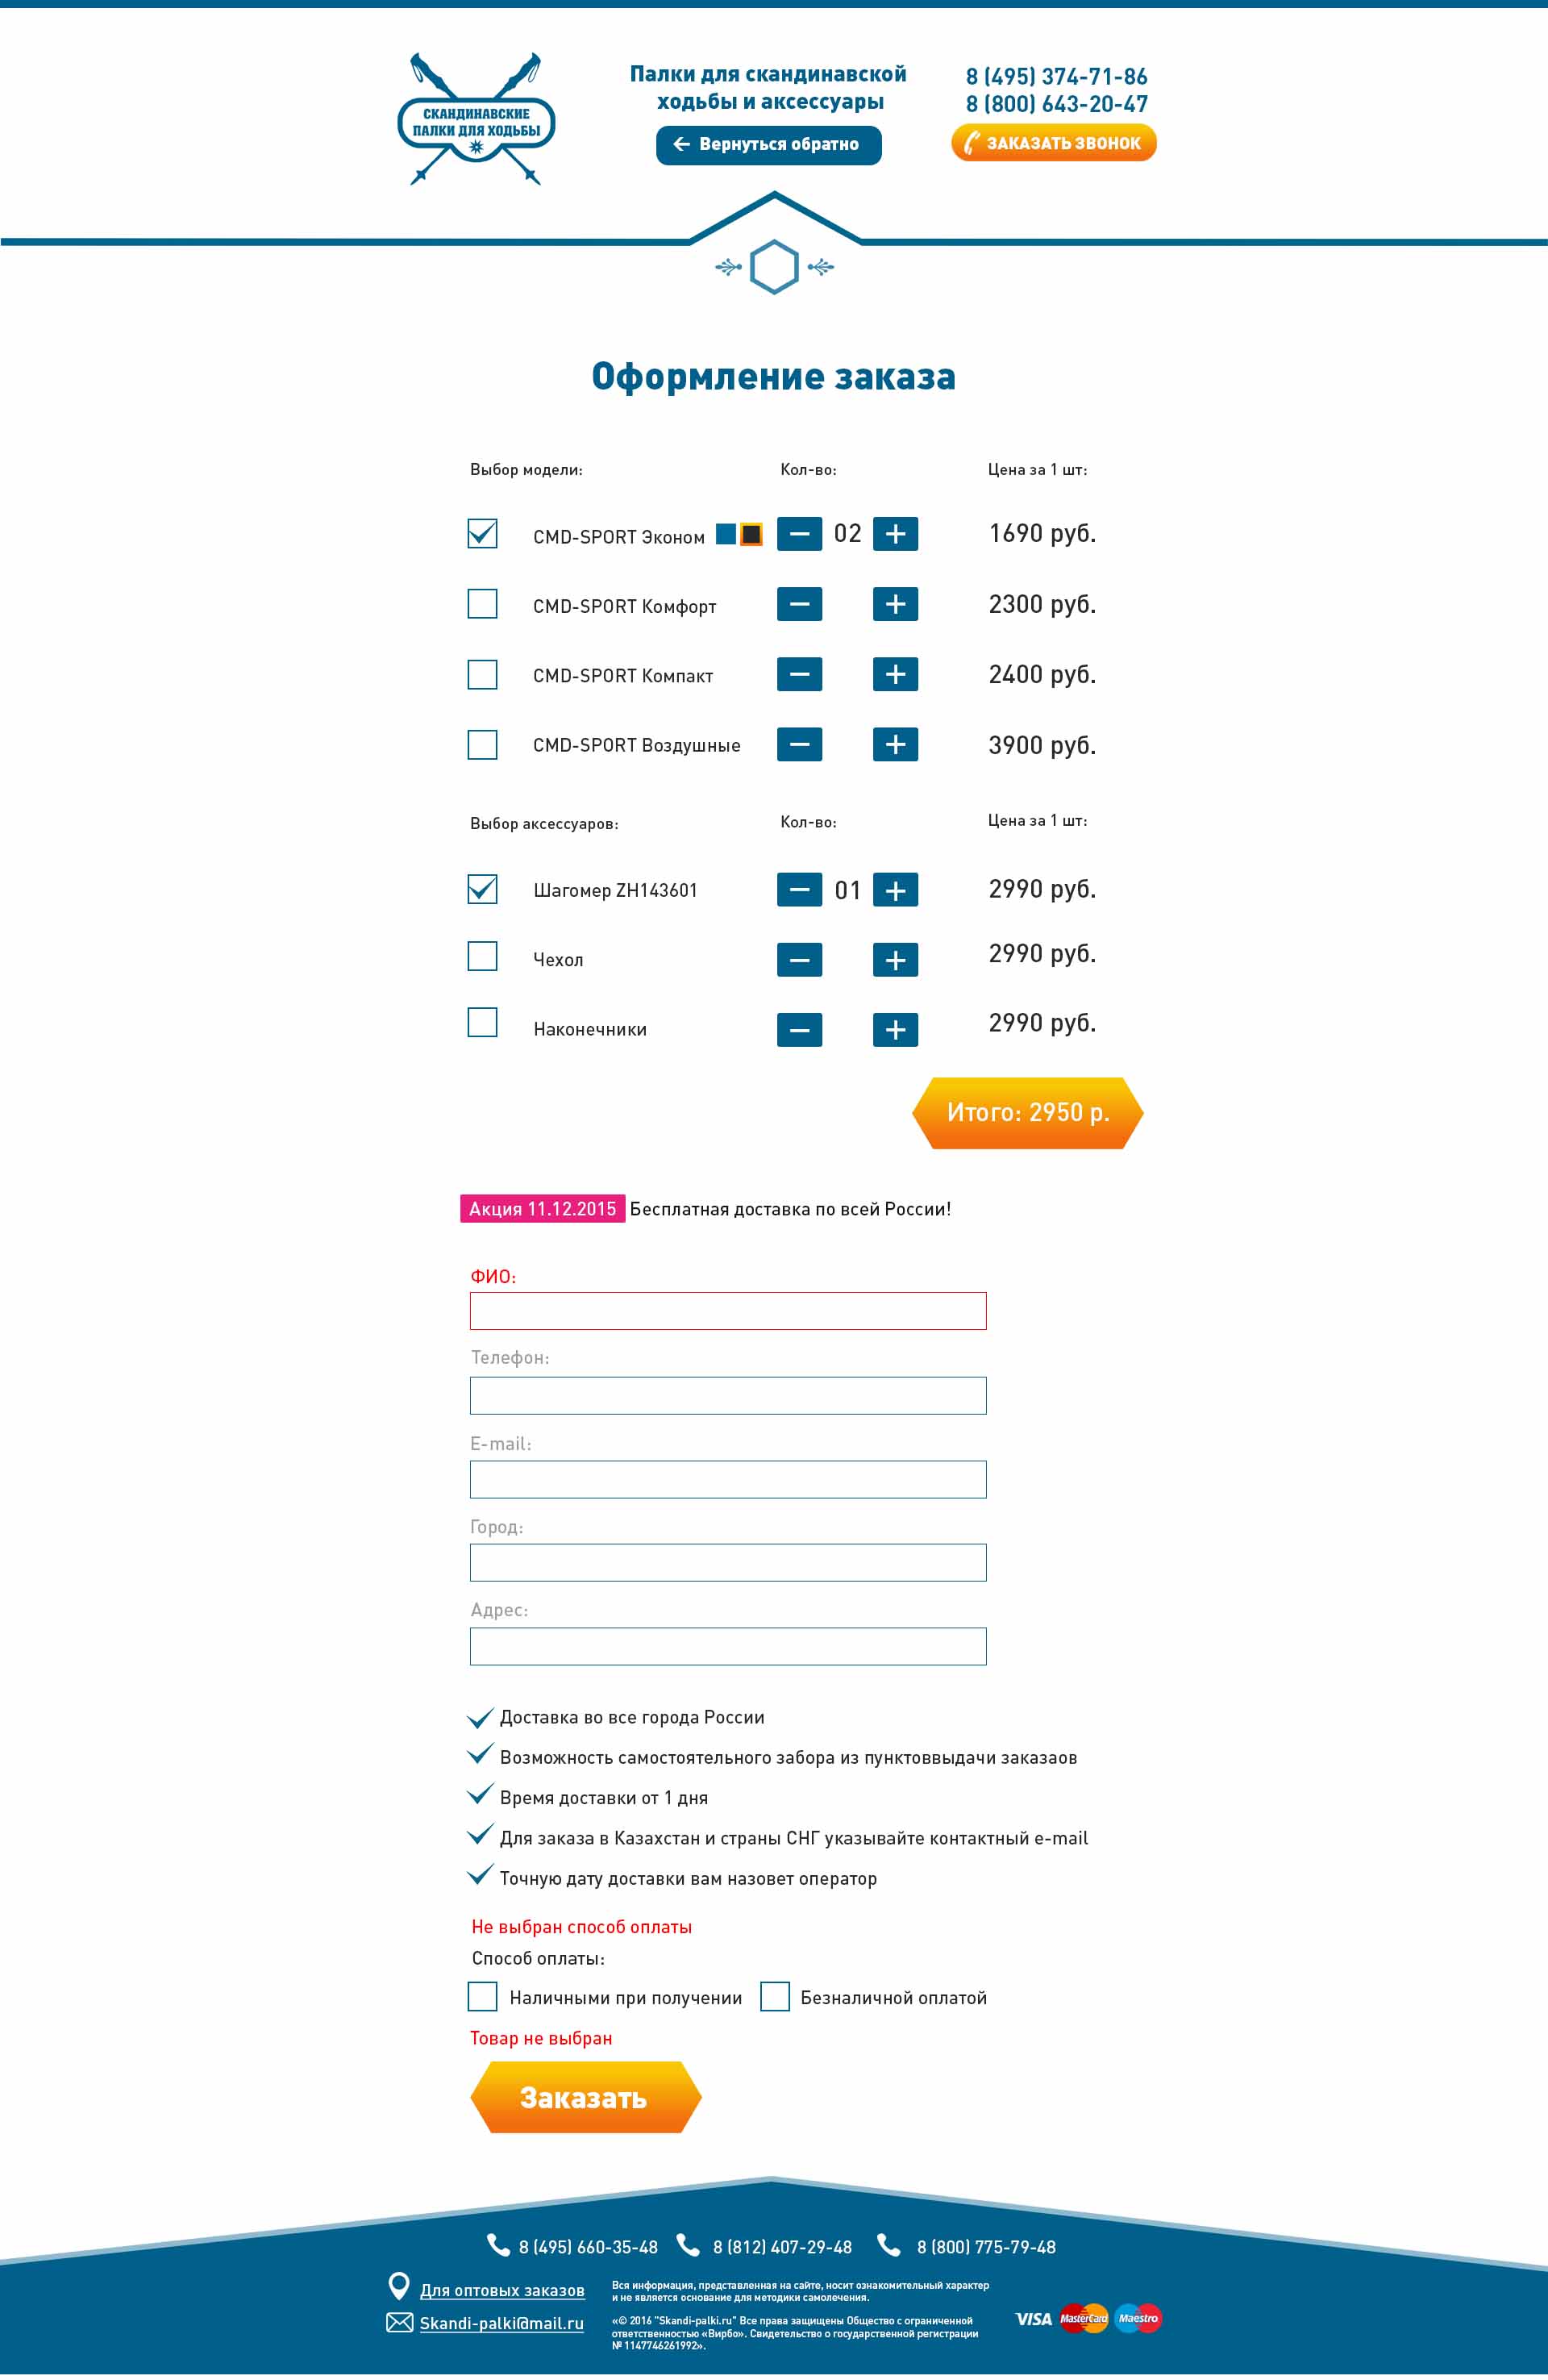 СКАНДИНАВСКИЕ
ПАЛКИ ДЛЯ ХОДЬБЫ
Палки для скандинавской
ходьбы и аксессуары
Вернуться обратно
8 (495) 374-71-86
8 (800) 643-20-47
ЗАКАЗАТЬ ЗВОНОК
Оформление заказа
Выбор модели: Кол-во: Цена за 1 шт:
CMD-SPORT Эконом 02 1690 руб.
CMD-SPORT Комфорт 2300 руб.
CMD-SPORT Компакт 2400 руб.
CMD-SPORT Воздушные 3900 руб.
Выбор аксессуаров: Кол-во: Цена за 1 шт:
Шагомер ZH143601 01 2990 руб.
Чехол 2990 руб.
Наконечники 2990 руб.
Итого: 2950 р.
Акция 11.12.2015 Бесплатная доставка по всей России!
ФИО:
Телефон:
E-mail:
Город:
Адрес:
Доставка во все города России
Возможность самостоятельного забора из пунктоввыдачи заказаов
Время доставки от 1 дня
Для заказа в Казахстан и страны СНГ указывайте контактный e-mail
Точную дату доставки вам назовет оператор
Не выбран способ оплаты
Способ оплаты:
Наличными при получении Безналичной оплатой
Товар не выбран
Заказать
8 (495) 660-35-48 8 (812) 407-29-48 8 (800) 775-79-48
Для оптовых заказов
Skandi-palki@mail.ru
Вся информация, представленная на сайте, носит ознакомительный характер
и не является основание для методики самолечения.
«© 2016 "Skandi-palki.ru" Все права защищены Общество с ограниченной
ответственностью «Вирбо». Свидетельство о государственной регистрации
№ 1147746261992».
VISA MasterCard Maestro